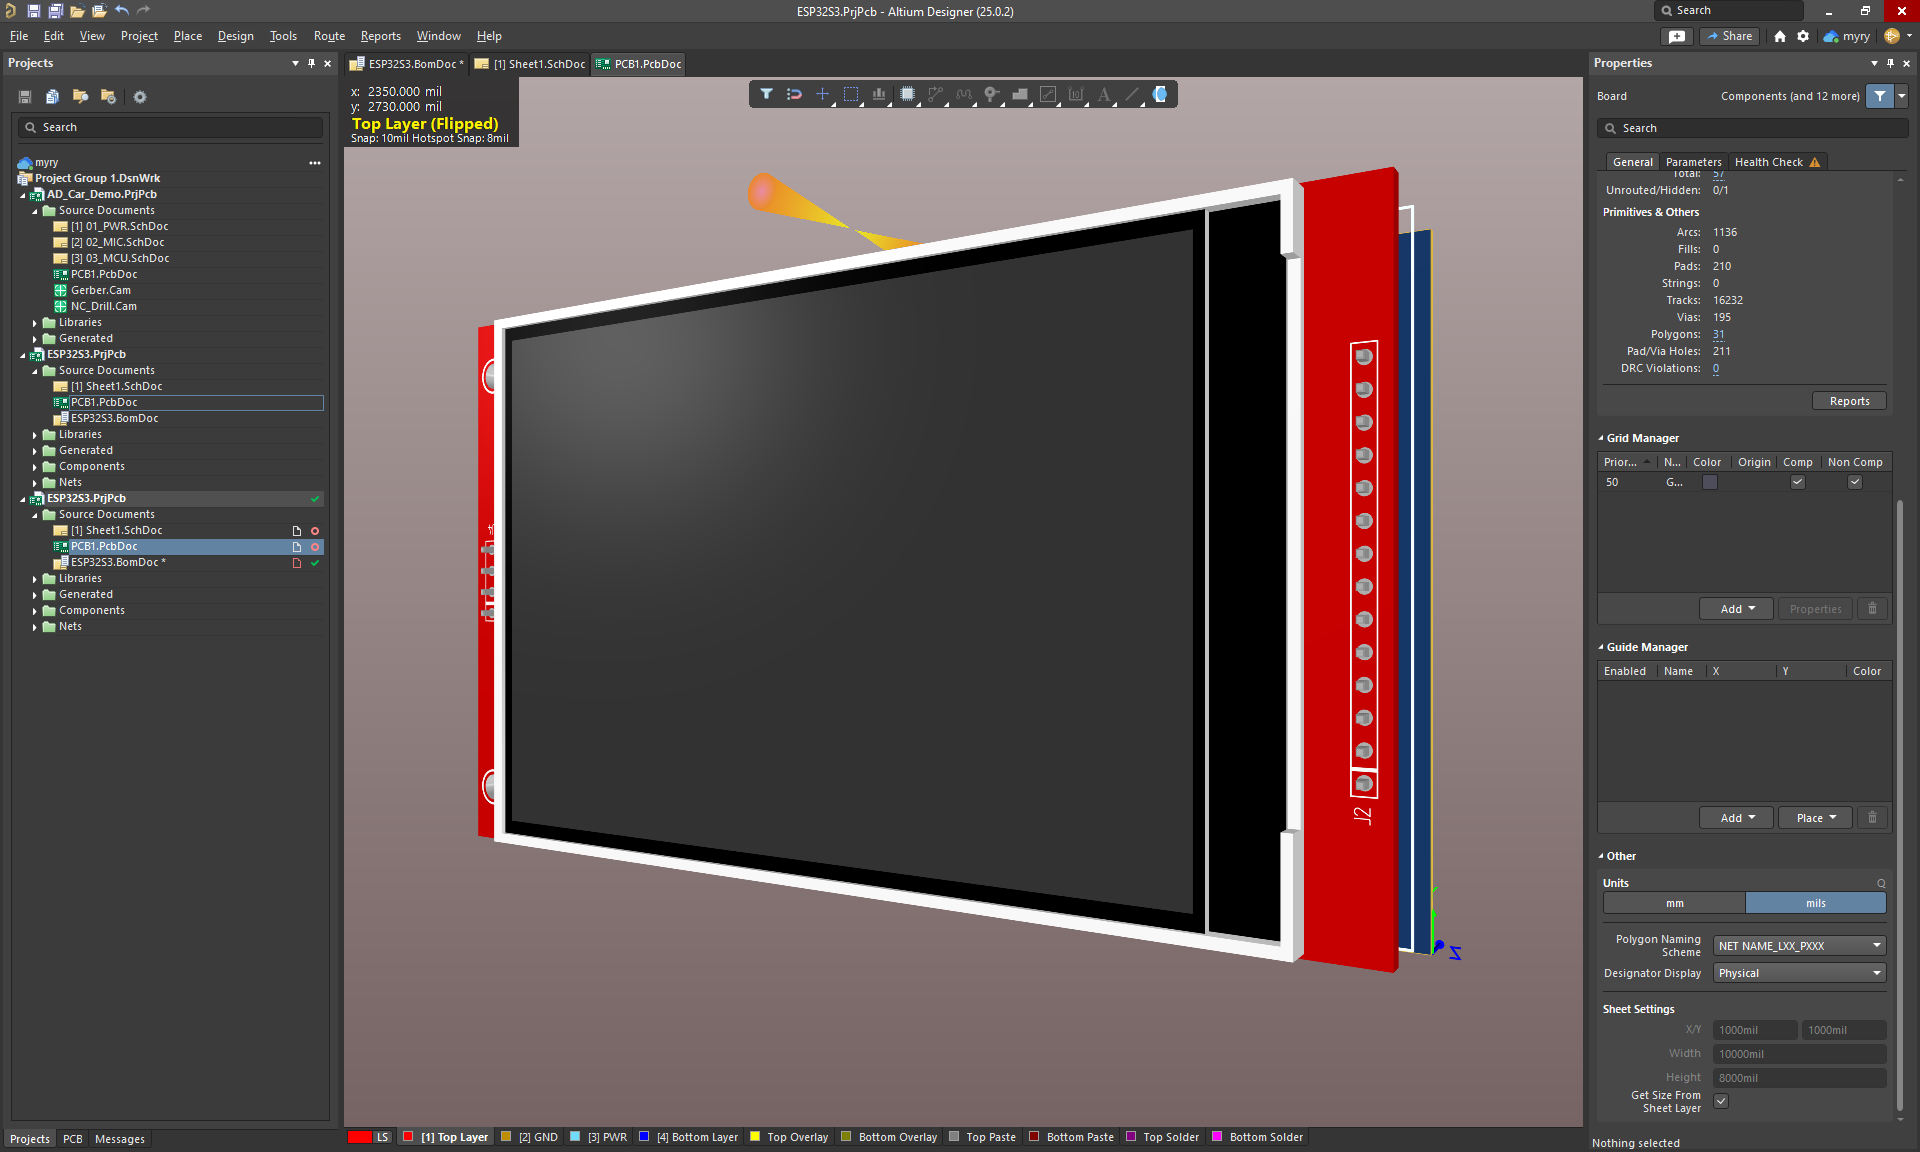 ESP32S3.PrjPcb - Altium Designer (25.0.2)
Search
File Edit View Project Place Design Tools Route Reports Window Help
Share
myry
Projects
ESP32S3.BomDoc *
[1] Sheet1.SchDoc
PCB1.PcbDoc
Properties
x: 2350.000 mil
y: 2730.000 mil
Top Layer (Flipped)
Snap: 10mil Hotspot Snap: 8mil
Search
myry
Project Group 1.DsnWrk
AD_Car_Demo.PrjPcb
Source Documents
[1] 01_PWR.SchDoc
[2] 02_MIC.SchDoc
[3] 03_MCU.SchDoc
PCB1.PcbDoc
Gerber.Cam
NC_Drill.Cam
Libraries
Generated
ESP32S3.PrjPcb
Source Documents
[1] Sheet1.SchDoc
PCB1.PcbDoc
ESP32S3.BomDoc
Libraries
Generated
Components
Nets
ESP32S3.PrjPcb
Source Documents
[1] Sheet1.SchDoc
PCB1.PcbDoc
ESP32S3.BomDoc *
Libraries
Generated
Components
Nets
Projects PCB Messages
J2
Z
LS
[1] Top Layer
[2] GND
[3] PWR
[4] Bottom Layer
Top Overlay
Bottom Overlay
Top Paste
Bottom Paste
Top Solder
Bottom Solder
Board
Components (and 12 more)
Search
General Parameters Health Check
Total: 57
Unrouted/Hidden: 0/1
Primitives & Others
Arcs: 1136
Fills: 0
Pads: 210
Strings: 0
Tracks: 16232
Vias: 195
Polygons: 31
Pad/Via Holes: 211
DRC Violations: 0
Reports
Grid Manager
Prior... N... Color Origin Comp Non Comp
50 G...
Add Properties
Guide Manager
Enabled Name X Y Color
Add Place
Other
Units
mm mils
Polygon Naming Scheme NET NAME_LXX_PXXX
Designator Display Physical
Sheet Settings
X/Y 1000mil 1000mil
Width 10000mil
Height 8000mil
Get Size From Sheet Layer
Nothing selected